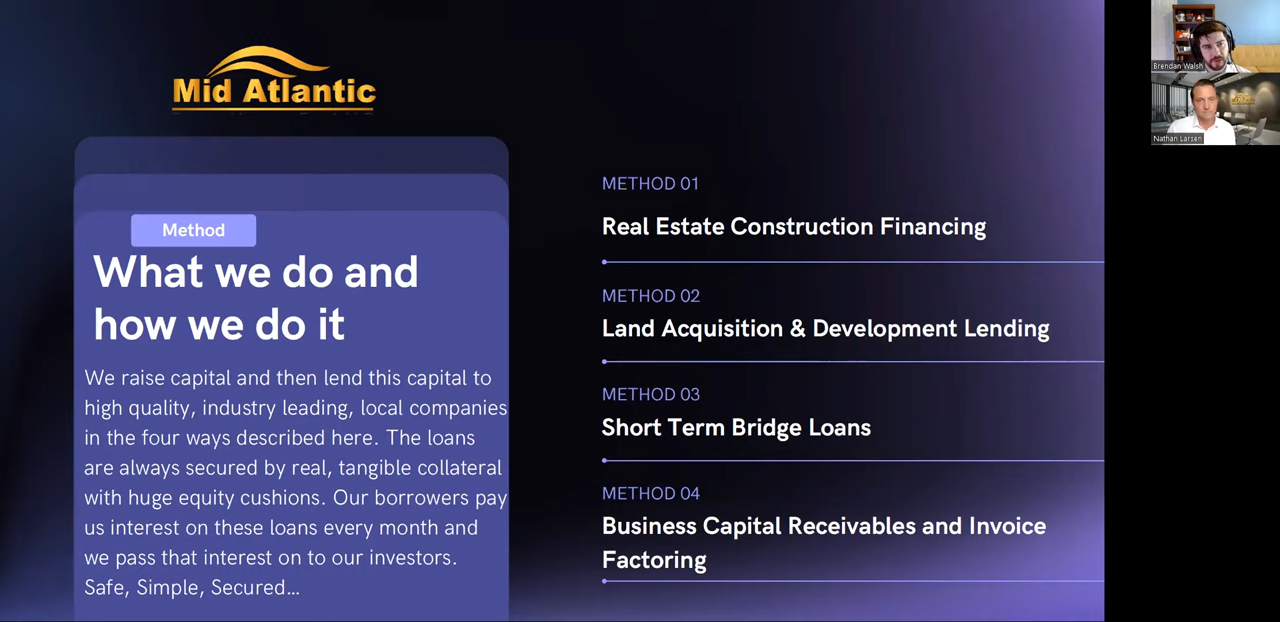 Mid Atlantic
Method
What we do and
how we do it
We raise capital and then lend this capital to
high quality, industry leading, local companies
in the four ways described here. The loans
are always secured by real, tangible collateral
with huge equity cushions. Our borrowers pay
us interest on these loans every month and
we pass that interest on to our investors.
Safe, Simple, Secured...
METHOD 01
Real Estate Construction Financing
METHOD 02
Land Acquisition & Development Lending
METHOD 03
Short Term Bridge Loans
METHOD 04
Business Capital Receivables and Invoice
Factoring
Brendan Walsh
Nathan Larsen